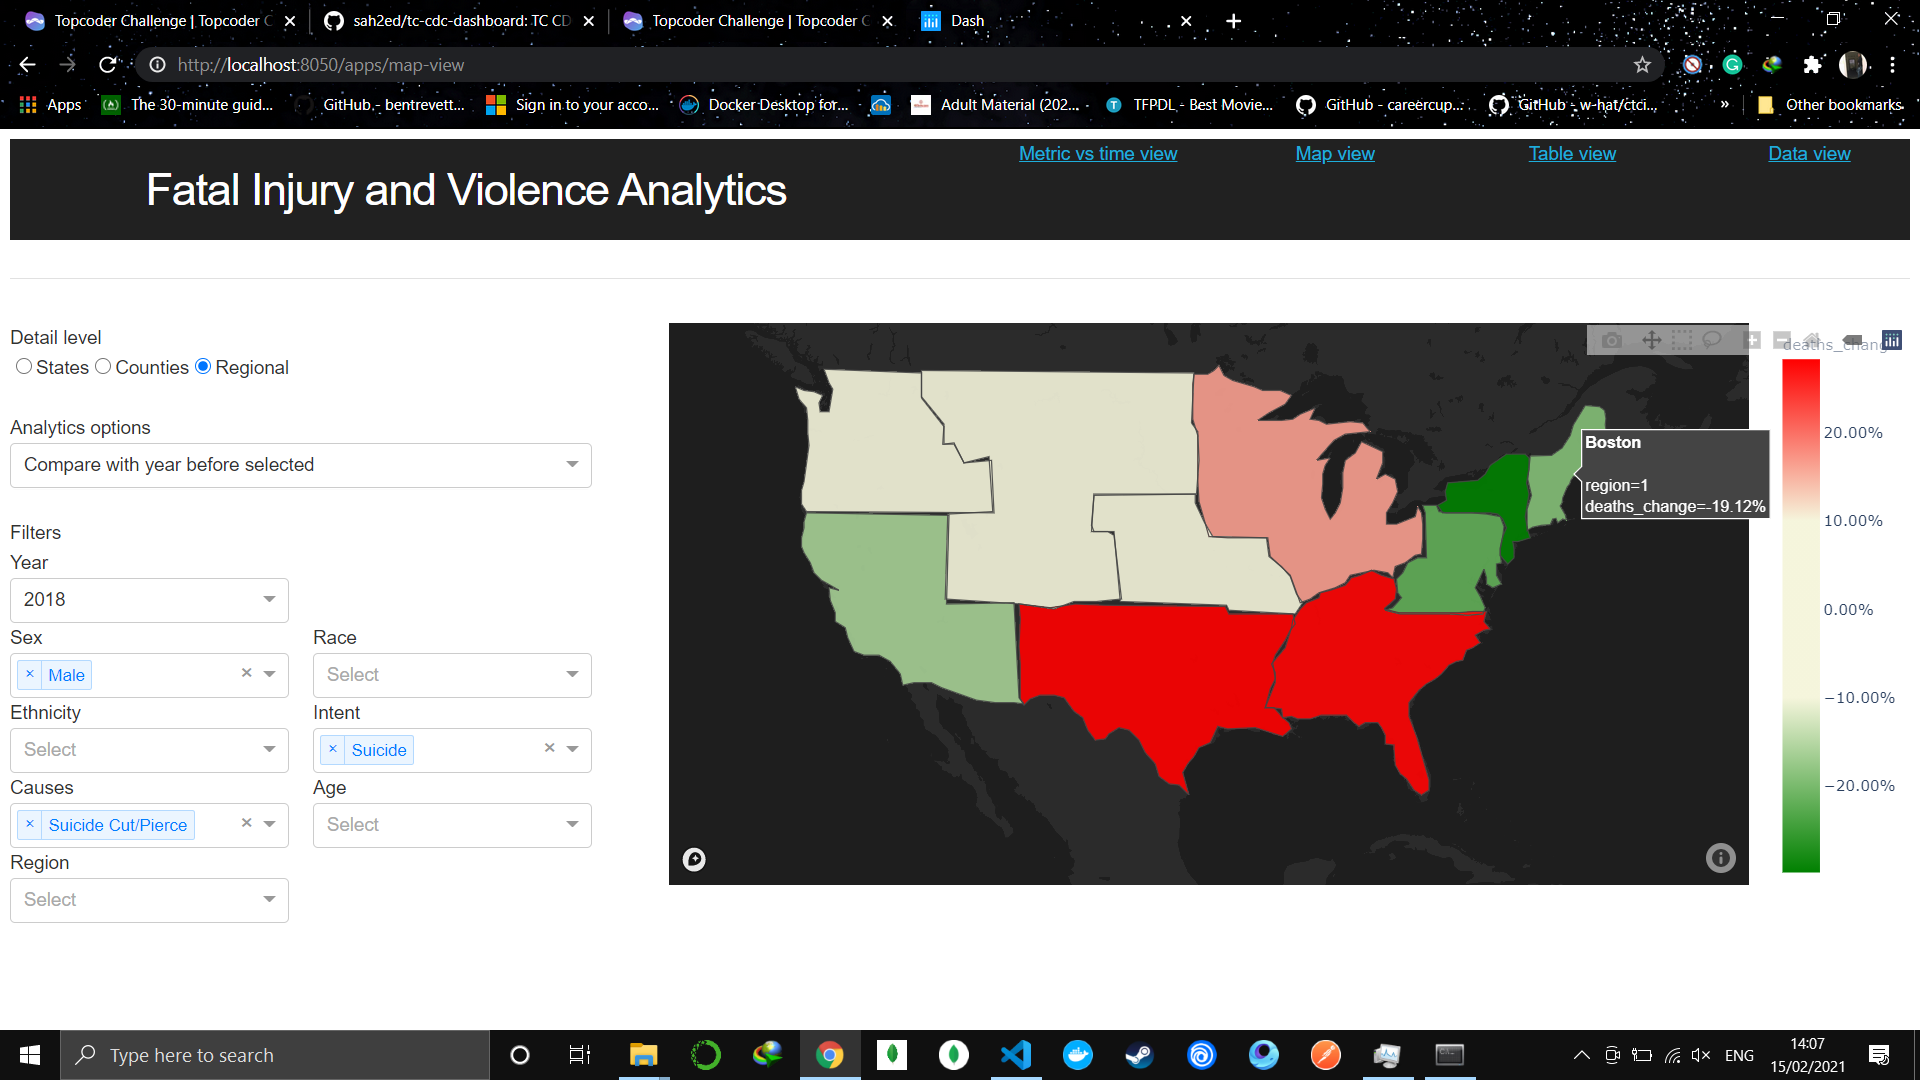 Topcoder Challenge | Topcoder C
sah2ed/tc-cdc-dashboard: TC CD
Topcoder Challenge | Topcoder C
Dash
http://localhost:8050/apps/map-view
Apps
The 30-minute guid...
GitHub - bentrevett...
Sign in to your acco...
Docker Desktop for...
Adult Material (202...
TFPDL - Best Movie...
GitHub - careercup...
GitHub - w-hat/ctci...
»
Other bookmarks
Fatal Injury and Violence Analytics
Metric vs time view
Map view
Table view
Data view
Detail level
States Counties Regional
Analytics options
Compare with year before selected
Filters
Year
2018
Sex
Race
× Male
Select
Ethnicity
Intent
Select
× Suicide
Causes
Age
× Suicide Cut/Pierce
Select
Region
Select
Boston
region=1
deaths_change=-19.12%
deaths_chang
20.00%
10.00%
0.00%
−10.00%
−20.00%
Type here to search
ENG
14:07
15/02/2021